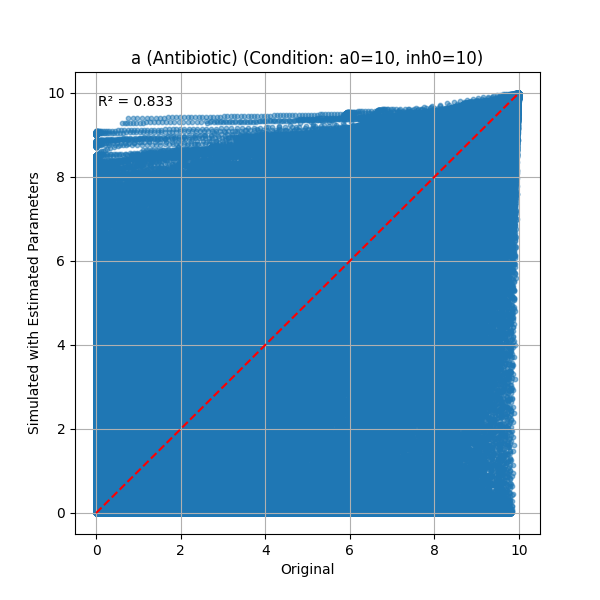 a (Antibiotic) (Condition: a0=10, inh0=10)
R² = 0.833
10
8
6
4
2
0
Simulated with Estimated Parameters
0 2 4 6 8 10
Original